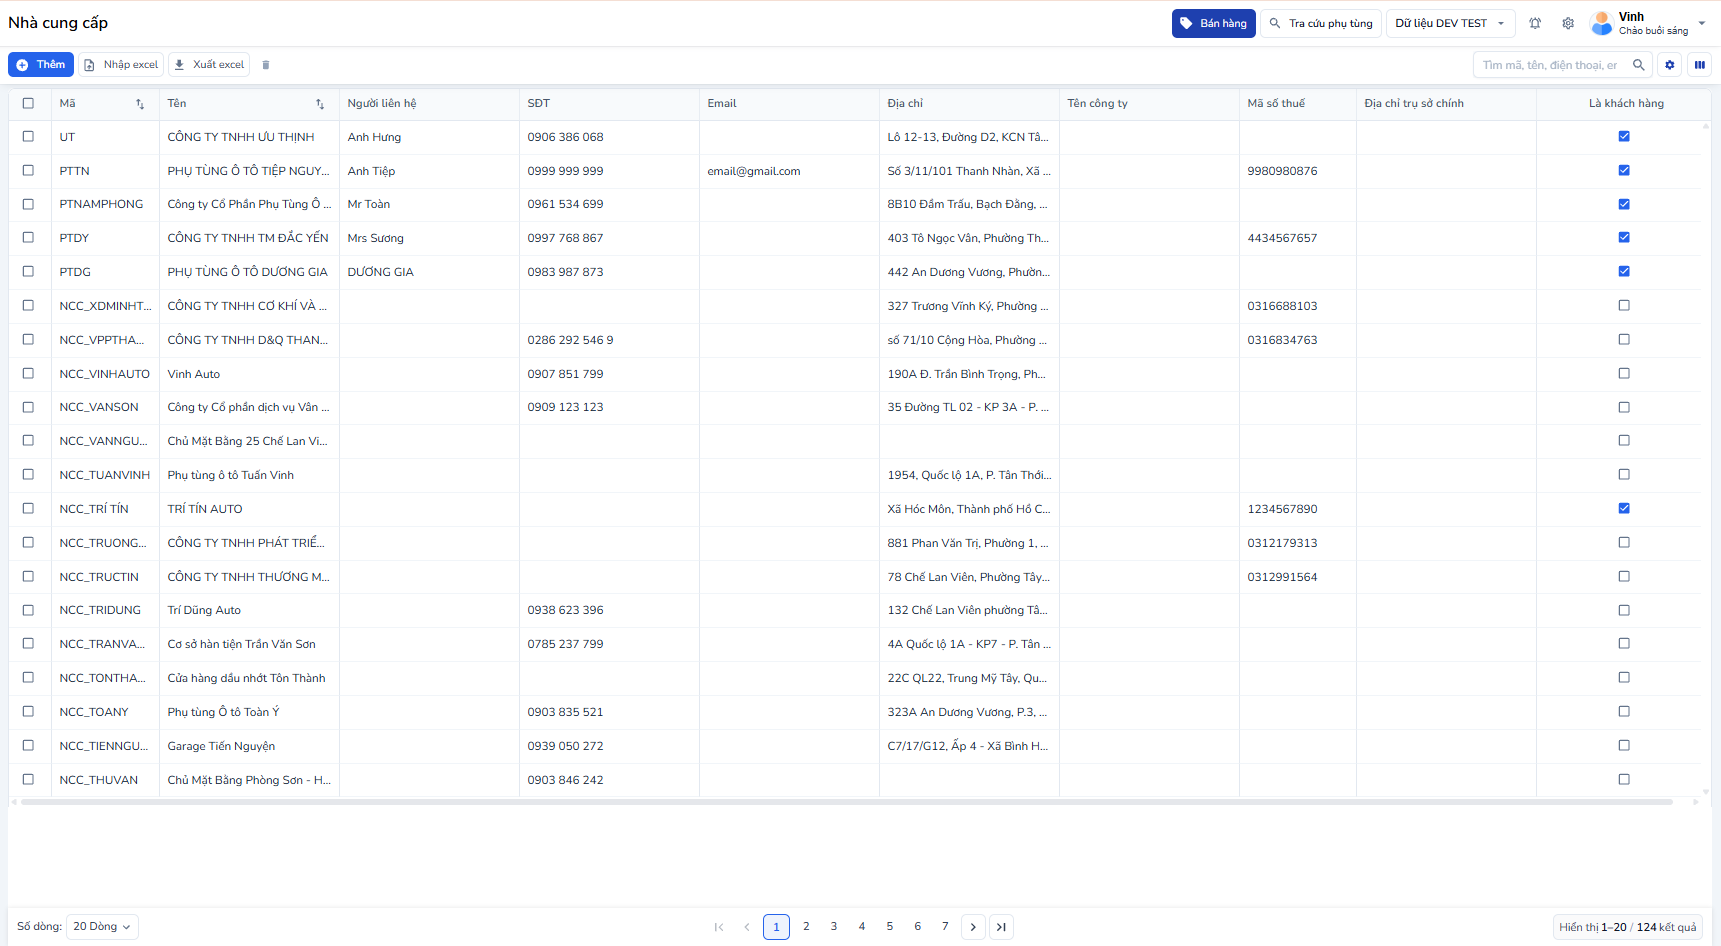 Nhà cung cấp
Bán hàng
Tra cứu phụ tùng
Dữ liệu DEV TEST
Vinh
Chào buổi sáng
Thêm
Nhập excel
Xuất excel
Tìm mã, tên, điện thoại, er
Mã Tên Người liên hệ SĐT Email Địa chỉ Tên công ty Mã số thuế Địa chỉ trụ sở chính Là khách hàng
UT CÔNG TY TNHH ƯU THỊNH Anh Hưng 0906 386 068 Lô 12-13, Đường D2, KCN Tâ...
PTTN PHỤ TÙNG Ô TÔ TIỆP NGUY... Anh Tiệp 0999 999 999 email@gmail.com Số 3/11/101 Thanh Nhàn, Xã ... 9980980876
PTNAMPHONG Công ty Cổ Phần Phụ Tùng Ô ... Mr Toàn 0961 534 699 8B10 Đầm Trấu, Bạch Đằng, ...
PTDY CÔNG TY TNHH TM ĐẮC YẾN Mrs Sương 0997 768 867 403 Tô Ngọc Vân, Phường Th... 4434567657
PTDG PHỤ TÙNG Ô TÔ DƯƠNG GIA DƯƠNG GIA 0983 987 873 442 An Dương Vương, Phườn...
NCC_XDMINHT... CÔNG TY TNHH CƠ KHÍ VÀ ... 327 Trương Vĩnh Ký, Phường ... 0316688103
NCC_VPPTHA... CÔNG TY TNHH D&Q THAN... 0286 292 546 9 số 71/10 Cộng Hòa, Phường ... 0316834763
NCC_VINHAUTO Vinh Auto 0907 851 799 190A Đ. Trần Bình Trọng, Ph...
NCC_VANSON Công ty Cổ phần dịch vụ Vân ... 0909 123 123 35 Đường TL 02 - KP 3A - P. ...
NCC_VANNGU... Chủ Mặt Bằng 25 Chế Lan Vi...
NCC_TUANVINH Phụ tùng ô tô Tuấn Vinh 1954, Quốc lộ 1A, P. Tân Thới...
NCC_TRÍ TÍN TRÍ TÍN AUTO Xã Hóc Môn, Thành phố Hồ C... 1234567890
NCC_TRUONG... CÔNG TY TNHH PHÁT TRIỂ... 881 Phan Văn Trị, Phường 1, ... 0312179313
NCC_TRUCTIN CÔNG TY TNHH THƯƠNG M... 78 Chế Lan Viên, Phường Tây... 0312991564
NCC_TRIDUNG Trí Dũng Auto 0938 623 396 132 Chế Lan Viên phường Tâ...
NCC_TRANVA... Cơ sở hàn tiện Trần Văn Sơn 0785 237 799 4A Quốc lộ 1A - KP7 - P. Tân ...
NCC_TONTHA... Cửa hàng dầu nhớt Tôn Thành 22C QL22, Trung Mỹ Tây, Qu...
NCC_TOANY Phụ tùng Ô tô Toàn Ý 0903 835 521 323A An Dương Vương, P.3, ...
NCC_TIENNGU... Garage Tiến Nguyện 0939 050 272 C7/17/G12, Ấp 4 - Xã Bình H...
NCC_THUVAN Chủ Mặt Bằng Phòng Sơn - H... 0903 846 242
Số dòng: 20 Dòng
1 2 3 4 5 6 7
Hiển thị 1–20 / 124 kết quả